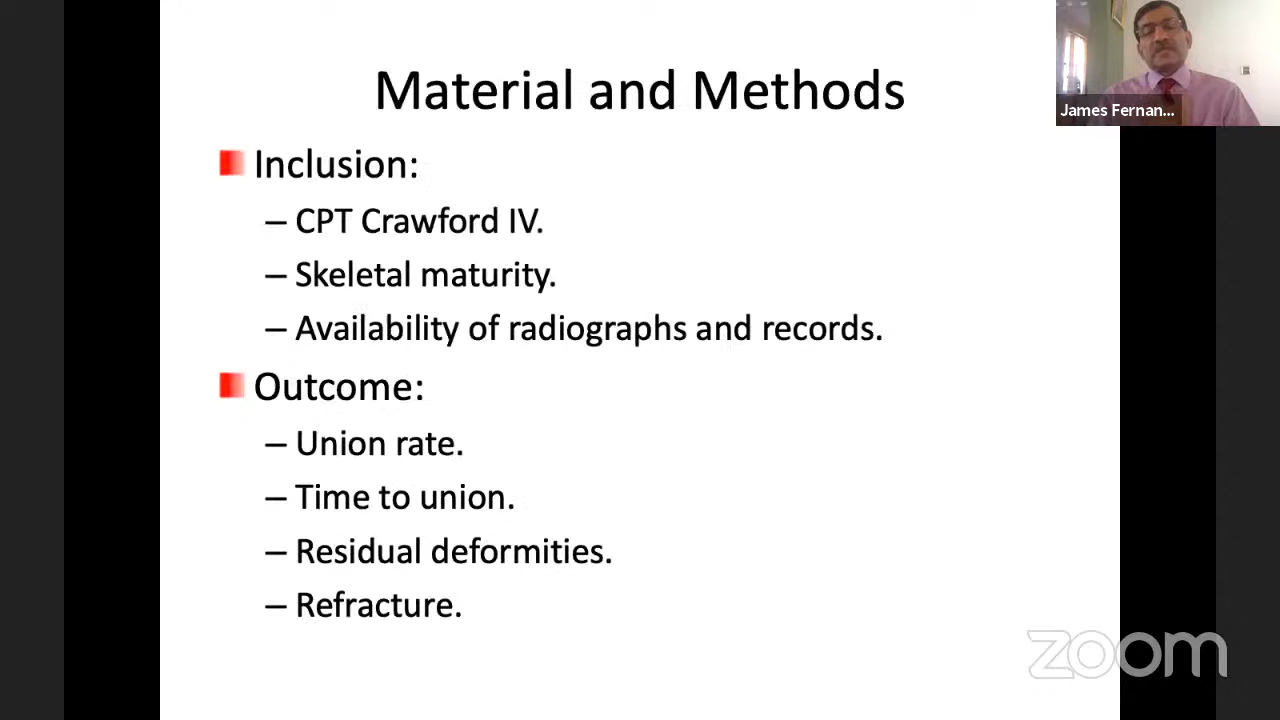 Material and Methods
James Fernan...
Inclusion:
– CPT Crawford IV.
– Skeletal maturity.
– Availability of radiographs and records.
Outcome:
– Union rate.
– Time to union.
– Residual deformities.
– Refracture.
zoom